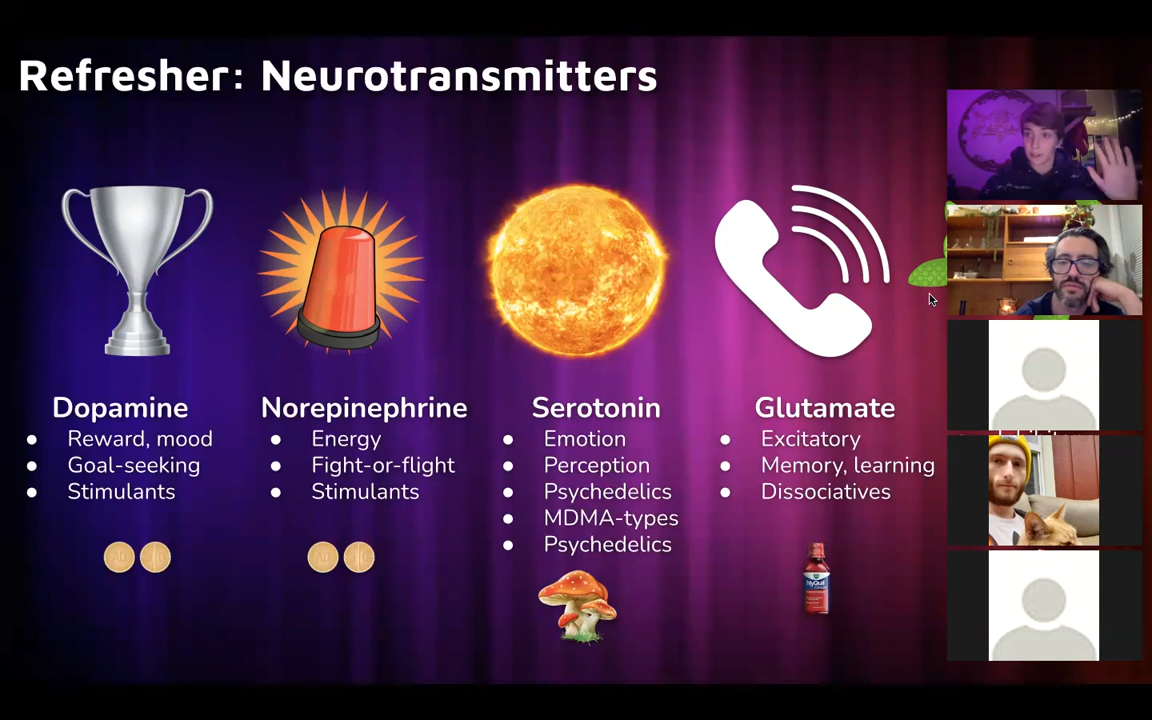 Refresher: Neurotransmitters
Dopamine
● Reward, mood
● Goal-seeking
● Stimulants
Norepinephrine
● Energy
● Fight-or-flight
● Stimulants
Serotonin
● Emotion
● Perception
● Psychedelics
● MDMA-types
● Psychedelics
Glutamate
● Excitatory
● Memory, learning
● Dissociatives
NyQuil